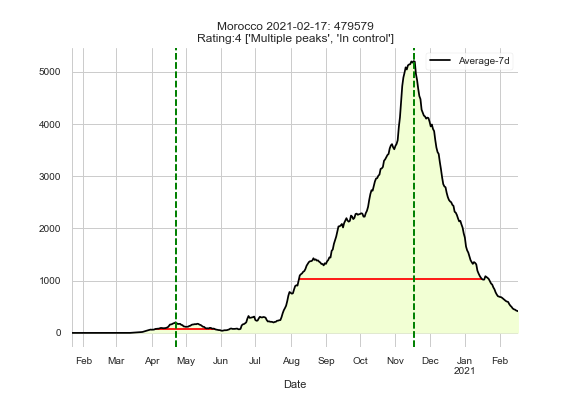 Morocco 2021-02-17: 479579
Rating:4 ['Multiple peaks', 'In control']
Average-7d
5000
4000
3000
2000
1000
0
Feb Mar Apr May Jun Jul Aug Sep Oct Nov Dec Jan Feb
2021
Date